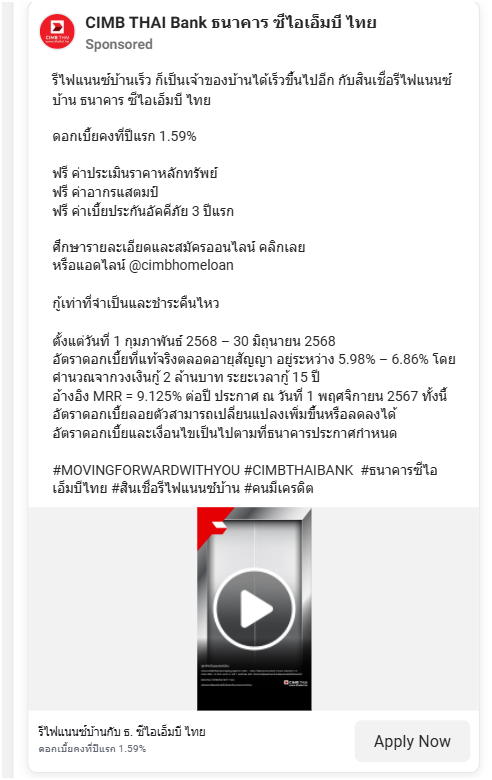 CIMB THAI Bank ธนาคาร ซีไอเอ็มบี ไทย
Sponsored
รีไฟแนนซ์บ้านเร็ว ก็เป็นเจ้าของบ้านได้เร็วขึ้นไปอีก กับสินเชื่อรีไฟแนนซ์
บ้าน ธนาคาร ซีไอเอ็มบี ไทย
ดอกเบี้ยคงที่ปีแรก 1.59%
ฟรี ค่าประเมินราคาหลักทรัพย์
ฟรี ค่าอากรแสตมป์
ฟรี ค่าเบี้ยประกันอัคคีภัย 3 ปีแรก
ศึกษารายละเอียดและสมัครออนไลน์ คลิกเลย
หรือแอดไลน์ @cimbhomeloan
กู้เท่าที่จำเป็นและชำระคืนไหว
ตั้งแต่วันที่ 1 กุมภาพันธ์ 2568 – 30 มิถุนายน 2568
อัตราดอกเบี้ยที่แท้จริงตลอดอายุสัญญา อยู่ระหว่าง 5.98% – 6.86% โดย
คำนวณจากวงเงินกู้ 2 ล้านบาท ระยะเวลากู้ 15 ปี
อ้างอิง MRR = 9.125% ต่อปี ประกาศ ณ วันที่ 1 พฤศจิกายน 2567 ทั้งนี้
อัตราดอกเบี้ยลอยตัวสามารถเปลี่ยนแปลงเพิ่มขึ้นหรือลดลงได้
อัตราดอกเบี้ยและเงื่อนไขเป็นไปตามที่ธนาคารประกาศกำหนด
#MOVINGFORWARDWITHYOU #CIMBTHAIBANK #ธนาคารซีไอ
เอ็มบีไทย #สินเชื่อรีไฟแนนซ์บ้าน #คนมีเครดิต
CIMB THAI
รีไฟแนนซ์บ้านกับ ธ. ซีไอเอ็มบี ไทย
ดอกเบี้ยคงที่ปีแรก 1.59%
Apply Now